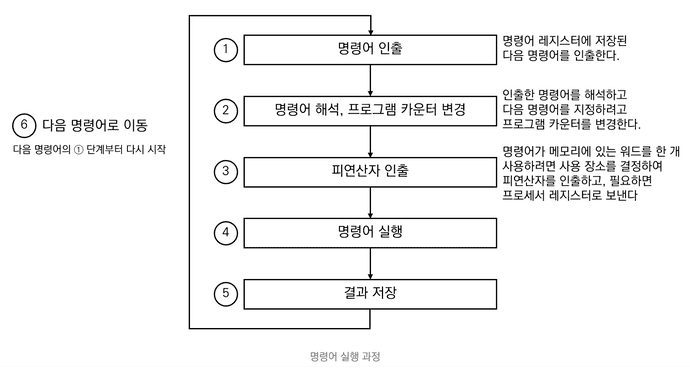 ① 명령어 인출
명령어 레지스터에 저장된
다음 명령어를 인출한다.
② 명령어 해석, 프로그램 카운터 변경
인출한 명령어를 해석하고
다음 명령어를 지정하려고
프로그램 카운터를 변경한다.
⑥ 다음 명령어로 이동
다음 명령어의 ① 단계부터 다시 시작
③ 피연산자 인출
명령어가 메모리에 있는 워드를 한 개
사용하려면 사용 장소를 결정하여
피연산자를 인출하고, 필요하면
프로세서 레지스터로 보낸다
④ 명령어 실행
⑤ 결과 저장
명령어 실행 과정